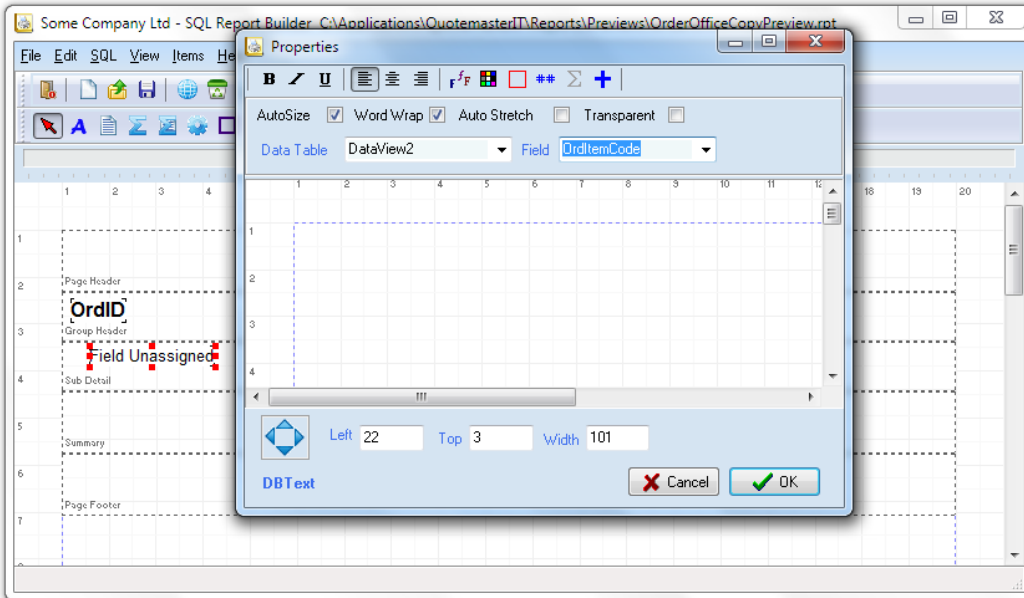 Some Company Ltd - SQL Report Builder C:\Applications\QuotemasterIT\Reports\Previews\OrderOfficeCopyPreview.rpt
File Edit SQL View Items He
Properties
B I U ## Σ
AutoSize Word Wrap Auto Stretch Transparent
Data Table DataView2 Field OrdItemCode
1 2 3 4 5 6 7 8 9 10 11 12
1 2 3 4 18 19 20
1
2
3
4
1
2
3
4
5
6
7
Page Header
OrdID
Group Header
Field Unassigned
Sub Detail
Summary
Page Footer
Left 22 Top 3 Width 101
DBText
Cancel OK